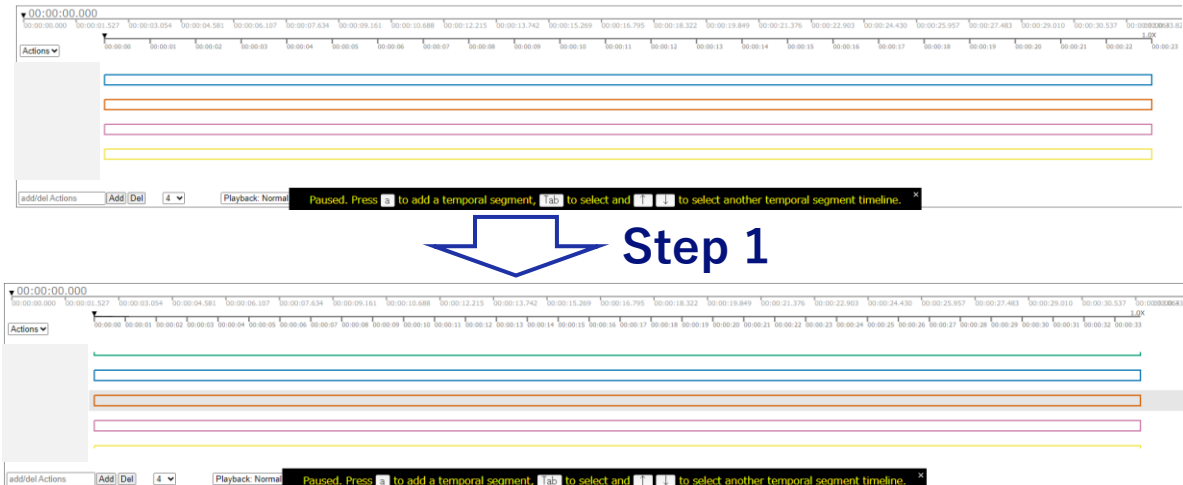 00:00:00.000
00:00:00.000 00:00:01.527 00:00:03.054 00:00:04.581 00:00:06.107 00:00:07.634 00:00:09.161 00:00:10.688 00:00:12.215 00:00:13.742 00:00:15.269 00:00:16.795 00:00:18.322 00:00:19.849 00:00:21.376 00:00:22.903 00:00:24.430 00:00:25.957 00:00:27.483 00:00:29.010 00:00:30.537
1.0X
Actions
00:00:00 00:00:01 00:00:02 00:00:03 00:00:04 00:00:05 00:00:06 00:00:07 00:00:08 00:00:09 00:00:10 00:00:11 00:00:12 00:00:13 00:00:14 00:00:15 00:00:16 00:00:17 00:00:18 00:00:19 00:00:20 00:00:21 00:00:22 00:00:23
add/del Actions Add Del 4 Playback: Normal Paused. Press a to add a temporal segment, Tab to select and ↑ ↓ to select another temporal segment timeline. ×
Step 1
00:00:00.000
00:00:00.000 00:00:01.527 00:00:03.054 00:00:04.581 00:00:06.107 00:00:07.634 00:00:09.161 00:00:10.688 00:00:12.215 00:00:13.742 00:00:15.269 00:00:16.795 00:00:18.322 00:00:19.849 00:00:21.376 00:00:22.903 00:00:24.430 00:00:25.957 00:00:27.483 00:00:29.010 00:00:30.537
1.0X
Actions
00:00:00 00:00:01 00:00:02 00:00:03 00:00:04 00:00:05 00:00:06 00:00:07 00:00:08 00:00:09 00:00:10 00:00:11 00:00:12 00:00:13 00:00:14 00:00:15 00:00:16 00:00:17 00:00:18 00:00:19 00:00:20 00:00:21 00:00:22 00:00:23 00:00:24 00:00:25 00:00:26 00:00:27 00:00:28 00:00:29 00:00:30 00:00:31 00:00:32 00:00:33
add/del Actions Add Del 4 Playback: Normal Paused. Press a to add a temporal segment, Tab to select and ↑ ↓ to select another temporal segment timeline. ×